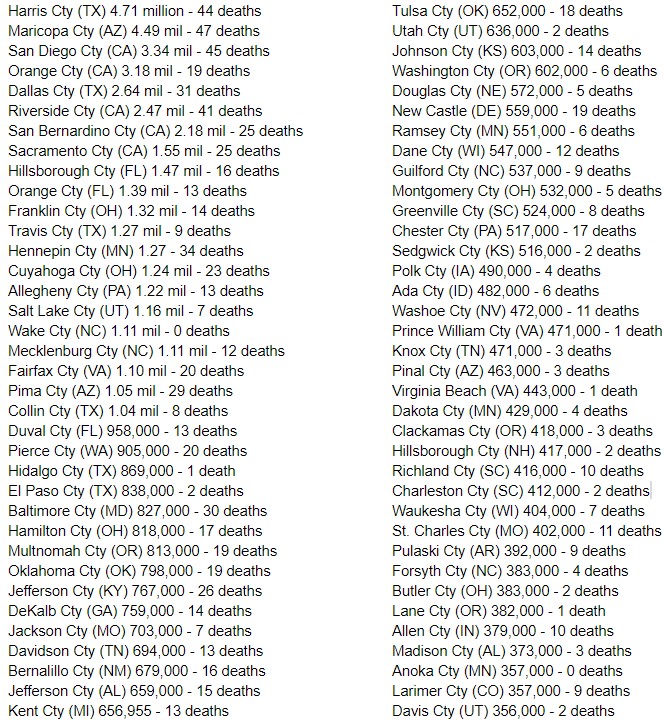 Harris Cty (TX) 4.71 million - 44 deaths
Maricopa Cty (AZ) 4.49 mil - 47 deaths
San Diego Cty (CA) 3.34 mil - 45 deaths
Orange Cty (CA) 3.18 mil - 19 deaths
Dallas Cty (TX) 2.64 mil - 31 deaths
Riverside Cty (CA) 2.47 mil - 41 deaths
San Bernardino Cty (CA) 2.18 mil - 25 deaths
Sacramento Cty (CA) 1.55 mil - 25 deaths
Hillsborough Cty (FL) 1.47 mil - 16 deaths
Orange Cty (FL) 1.39 mil - 13 deaths
Franklin Cty (OH) 1.32 mil - 14 deaths
Travis Cty (TX) 1.27 mil - 9 deaths
Hennepin Cty (MN) 1.27 - 34 deaths
Cuyahoga Cty (OH) 1.24 mil - 23 deaths
Allegheny Cty (PA) 1.22 mil - 13 deaths
Salt Lake Cty (UT) 1.16 mil - 7 deaths
Wake Cty (NC) 1.11 mil - 0 deaths
Mecklenburg Cty (NC) 1.11 mil - 12 deaths
Fairfax Cty (VA) 1.10 mil - 20 deaths
Pima Cty (AZ) 1.05 mil - 29 deaths
Collin Cty (TX) 1.04 mil - 8 deaths
Duval Cty (FL) 958,000 - 13 deaths
Pierce Cty (WA) 905,000 - 20 deaths
Hidalgo Cty (TX) 869,000 - 1 death
El Paso Cty (TX) 838,000 - 2 deaths
Baltimore Cty (MD) 827,000 - 30 deaths
Hamilton Cty (OH) 818,000 - 17 deaths
Multnomah Cty (OR) 813,000 - 19 deaths
Oklahoma Cty (OK) 798,000 - 19 deaths
Jefferson Cty (KY) 767,000 - 26 deaths
DeKalb Cty (GA) 759,000 - 14 deaths
Jackson Cty (MO) 703,000 - 7 deaths
Davidson Cty (TN) 694,000 - 13 deaths
Bernalillo Cty (NM) 679,000 - 16 deaths
Jefferson Cty (AL) 659,000 - 15 deaths
Kent Cty (MI) 656,955 - 13 deaths
Tulsa Cty (OK) 652,000 - 18 deaths
Utah Cty (UT) 636,000 - 2 deaths
Johnson Cty (KS) 603,000 - 14 deaths
Washington Cty (OR) 602,000 - 6 deaths
Douglas Cty (NE) 572,000 - 5 deaths
New Castle (DE) 559,000 - 19 deaths
Ramsey Cty (MN) 551,000 - 6 deaths
Dane Cty (WI) 547,000 - 12 deaths
Guilford Cty (NC) 537,000 - 9 deaths
Montgomery Cty (OH) 532,000 - 5 deaths
Greenville Cty (SC) 524,000 - 8 deaths
Chester Cty (PA) 517,000 - 17 deaths
Sedgwick Cty (KS) 516,000 - 2 deaths
Polk Cty (IA) 490,000 - 4 deaths
Ada Cty (ID) 482,000 - 6 deaths
Washoe Cty (NV) 472,000 - 11 deaths
Prince William Cty (VA) 471,000 - 1 death
Knox Cty (TN) 471,000 - 3 deaths
Pinal Cty (AZ) 463,000 - 3 deaths
Virginia Beach (VA) 443,000 - 1 death
Dakota Cty (MN) 429,000 - 4 deaths
Clackamas Cty (OR) 418,000 - 3 deaths
Hillsborough Cty (NH) 417,000 - 2 deaths
Richland Cty (SC) 416,000 - 10 deaths
Charleston Cty (SC) 412,000 - 2 deaths
Waukesha Cty (WI) 404,000 - 7 deaths
St. Charles Cty (MO) 402,000 - 11 deaths
Pulaski Cty (AR) 392,000 - 9 deaths
Forsyth Cty (NC) 383,000 - 4 deaths
Butler Cty (OH) 383,000 - 2 deaths
Lane Cty (OR) 382,000 - 1 death
Allen Cty (IN) 379,000 - 10 deaths
Madison Cty (AL) 373,000 - 3 deaths
Anoka Cty (MN) 357,000 - 0 deaths
Larimer Cty (CO) 357,000 - 9 deaths
Davis Cty (UT) 356,000 - 2 deaths